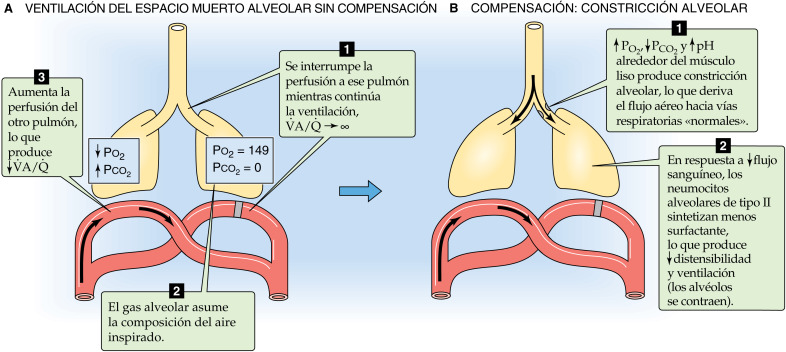 A VENTILACIÓN DEL ESPACIO MUERTO ALVEOLAR SIN COMPENSACIÓN
1
Se interrumpe la
perfusión a ese pulmón
mientras continúa
la ventilación,
V̇A/Q̇ → ∞
3
Aumenta la
perfusión del
otro pulmón,
lo que
produce
↓V̇A/Q̇
↓ PO₂
↑ PCO₂
PO₂ = 149
PCO₂ = 0
2
El gas alveolar asume
la composición del aire
inspirado.
B COMPENSACIÓN: CONSTRICCIÓN ALVEOLAR
1
↑PO₂, ↓PCO₂ y ↑pH
alrededor del músculo
liso produce constricción
alveolar, lo que deriva
el flujo aéreo hacia vías
respiratorias «normales».
2
En respuesta a ↓flujo
sanguíneo, los
neumocitos
alveolares de tipo II
sintetizan menos
surfactante,
lo que produce
↓distensibilidad
y ventilación
(los alvéolos
se contraen).